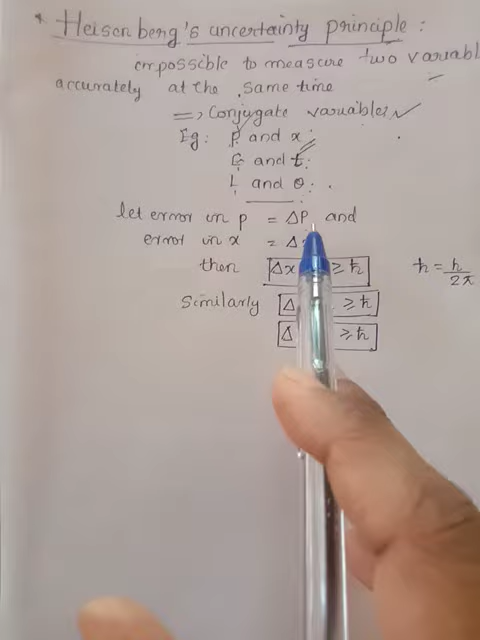 * Heisenberg's uncertainty principle :
impossible to measure two variabl
accurately at the same time
=> Conjugate variables ✓
Eg: p and x :
E and t :
L and θ : .
let error in p = ΔP and
error in x = Δ
then Δx ≥ ħ ħ = h/2π
Similarly Δ ≥ ħ
Δ ≥ ħ